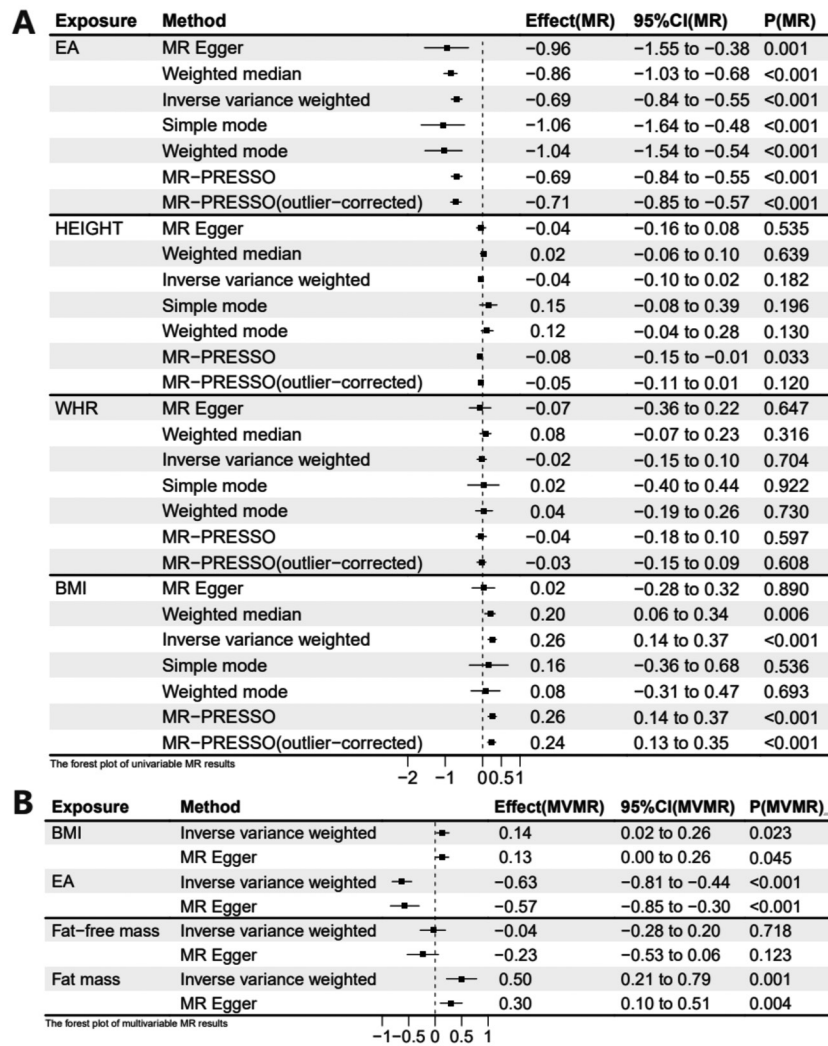 A
Exposure Method Effect(MR) 95%CI(MR) P(MR)
EA MR Egger −0.96 −1.55 to −0.38 0.001
Weighted median −0.86 −1.03 to −0.68 <0.001
Inverse variance weighted −0.69 −0.84 to −0.55 <0.001
Simple mode −1.06 −1.64 to −0.48 <0.001
Weighted mode −1.04 −1.54 to −0.54 <0.001
MR−PRESSO −0.69 −0.84 to −0.55 <0.001
MR−PRESSO(outlier−corrected) −0.71 −0.85 to −0.57 <0.001
HEIGHT MR Egger −0.04 −0.16 to 0.08 0.535
Weighted median 0.02 −0.06 to 0.10 0.639
Inverse variance weighted −0.04 −0.10 to 0.02 0.182
Simple mode 0.15 −0.08 to 0.39 0.196
Weighted mode 0.12 −0.04 to 0.28 0.130
MR−PRESSO −0.08 −0.15 to −0.01 0.033
MR−PRESSO(outlier−corrected) −0.05 −0.11 to 0.01 0.120
WHR MR Egger −0.07 −0.36 to 0.22 0.647
Weighted median 0.08 −0.07 to 0.23 0.316
Inverse variance weighted −0.02 −0.15 to 0.10 0.704
Simple mode 0.02 −0.40 to 0.44 0.922
Weighted mode 0.04 −0.19 to 0.26 0.730
MR−PRESSO −0.04 −0.18 to 0.10 0.597
MR−PRESSO(outlier−corrected) −0.03 −0.15 to 0.09 0.608
BMI MR Egger 0.02 −0.28 to 0.32 0.890
Weighted median 0.20 0.06 to 0.34 0.006
Inverse variance weighted 0.26 0.14 to 0.37 <0.001
Simple mode 0.16 −0.36 to 0.68 0.536
Weighted mode 0.08 −0.31 to 0.47 0.693
MR−PRESSO 0.26 0.14 to 0.37 <0.001
MR−PRESSO(outlier−corrected) 0.24 0.13 to 0.35 <0.001
The forest plot of univariable MR results
−2 −1 0 0.5 1
B
Exposure Method Effect(MVMR) 95%CI(MVMR) P(MVMR)
BMI Inverse variance weighted 0.14 0.02 to 0.26 0.023
MR Egger 0.13 0.00 to 0.26 0.045
EA Inverse variance weighted −0.63 −0.81 to −0.44 <0.001
MR Egger −0.57 −0.85 to −0.30 <0.001
Fat−free mass Inverse variance weighted −0.04 −0.28 to 0.20 0.718
MR Egger −0.23 −0.53 to 0.06 0.123
Fat mass Inverse variance weighted 0.50 0.21 to 0.79 0.001
MR Egger 0.30 0.10 to 0.51 0.004
The forest plot of multivariable MR results
−1 −0.5 0 0.5 1